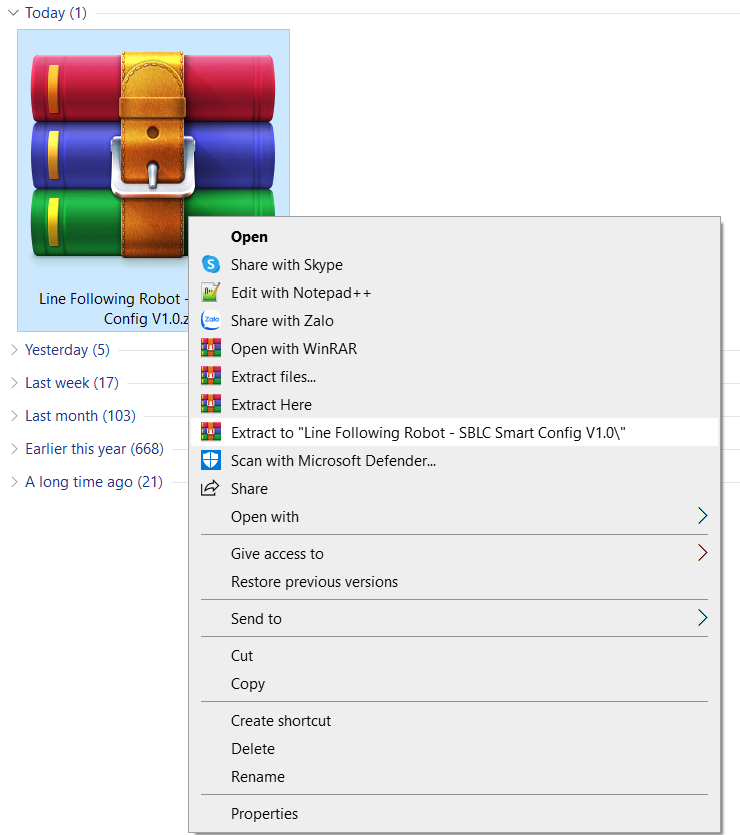 Today (1)
Line Following Robot -
Config V1.0.z
Open
Share with Skype
Edit with Notepad++
Share with Zalo
Open with WinRAR
Extract files...
Extract Here
Extract to "Line Following Robot - SBLC Smart Config V1.0\"
Scan with Microsoft Defender...
Share
Open with
Give access to
Restore previous versions
Send to
Cut
Copy
Create shortcut
Delete
Rename
Properties
Yesterday (5)
Last week (17)
Last month (103)
Earlier this year (668)
A long time ago (21)